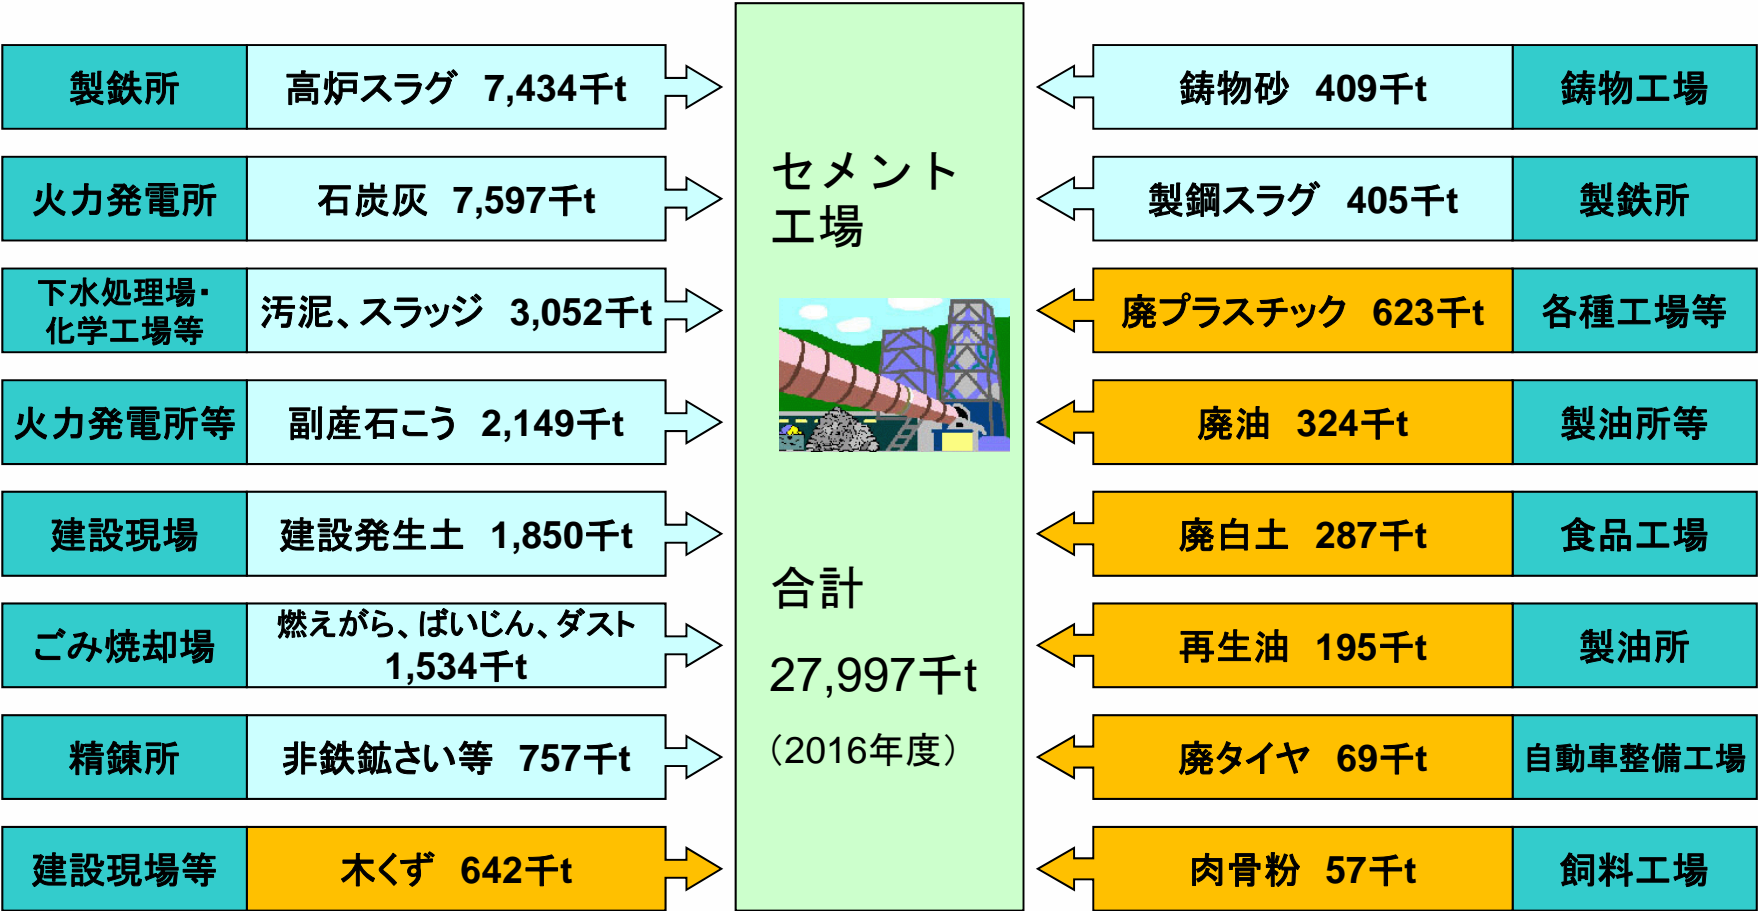 製鉄所 高炉スラグ 7,434千t
火力発電所 石炭灰 7,597千t
下水処理場・
化学工場等
汚泥、スラッジ 3,052千t
火力発電所等 副産石こう 2,149千t
建設現場 建設発生土 1,850千t
ごみ焼却場
燃えがら、ばいじん、ダスト
1,534千t
精錬所 非鉄鉱さい等 757千t
建設現場等 木くず 642千t
セメント
工場
合計
27,997千t
（2016年度）
鋳物砂 409千t 鋳物工場
製鋼スラグ 405千t 製鉄所
廃プラスチック 623千t 各種工場等
廃油 324千t 製油所等
廃白土 287千t 食品工場
再生油 195千t 製油所
廃タイヤ 69千t 自動車整備工場
肉骨粉 57千t 飼料工場